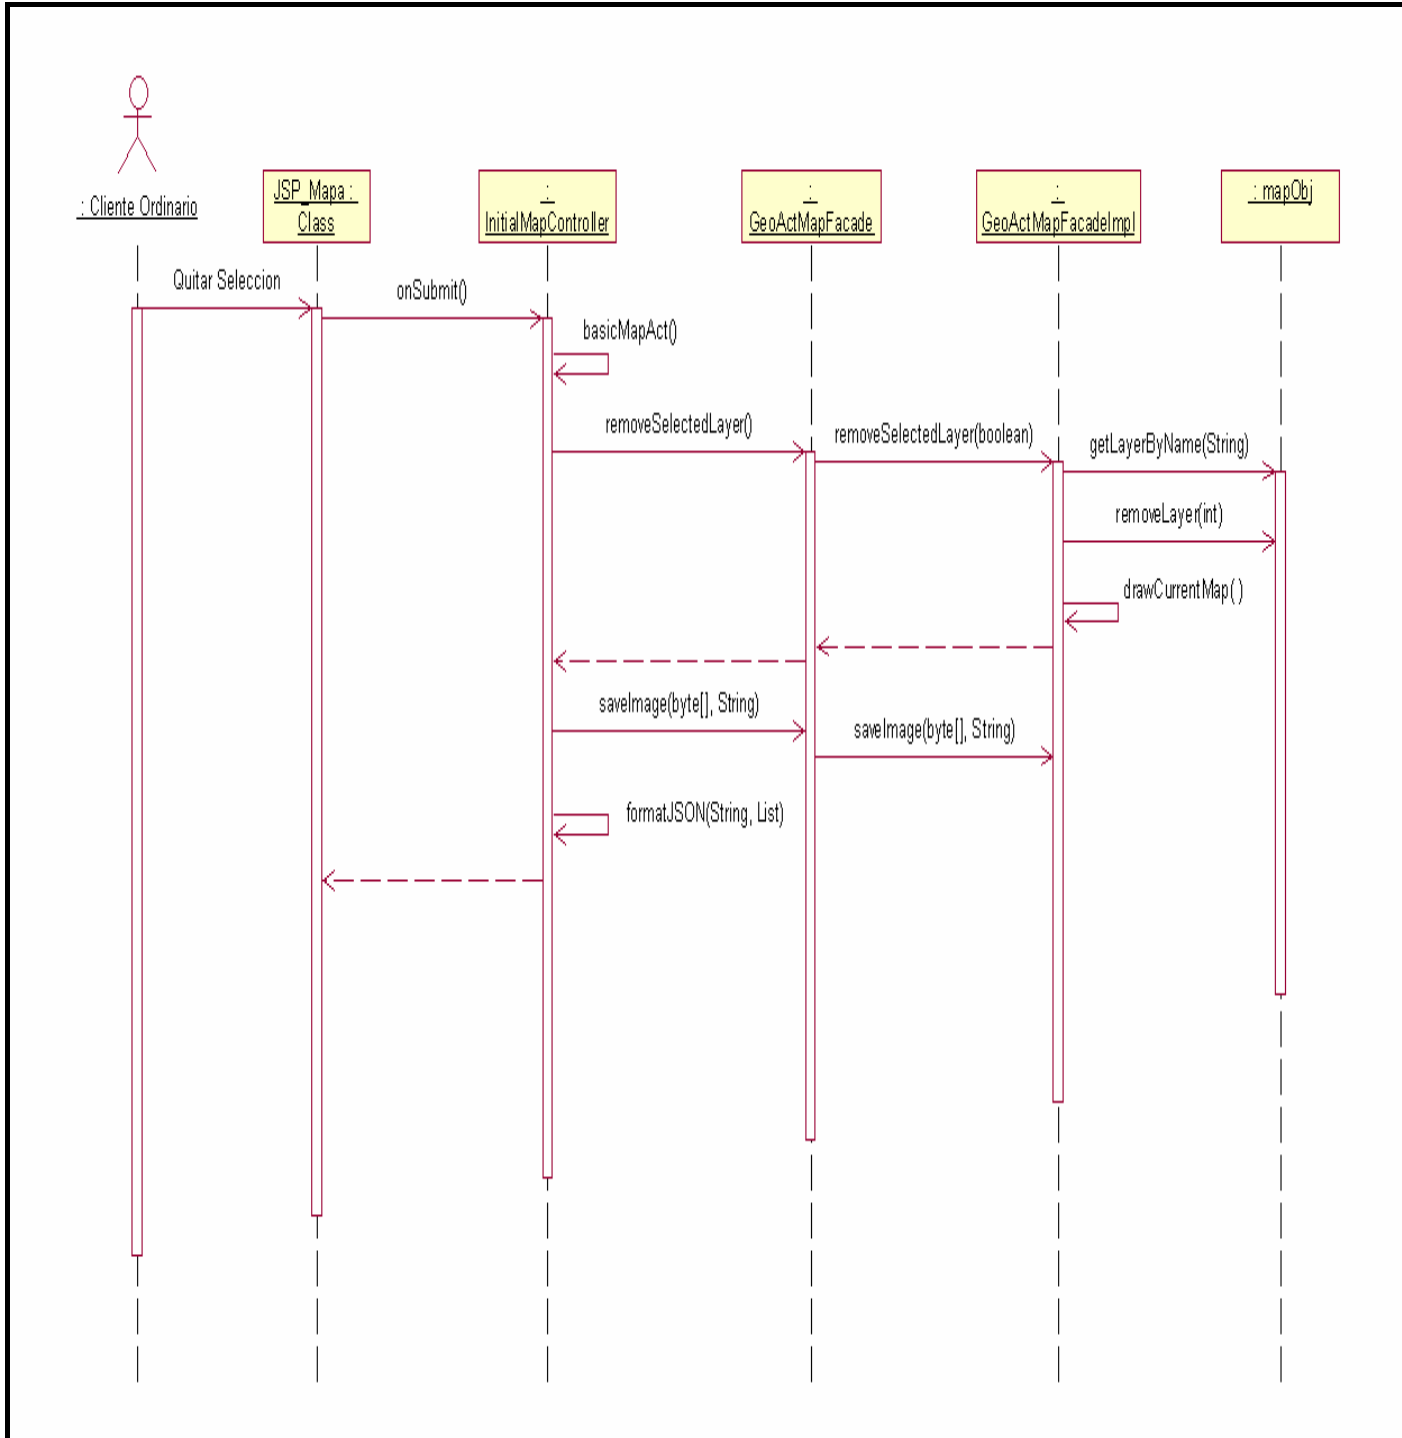 : Cliente Ordinario
JSP_Mapa :
Class
:
InitialMapController
:
GeoActMapFacade
:
GeoActMapFacadeImpl
: mapObj
Quitar Seleccion
onSubmit()
basicMapAct()
removeSelectedLayer()
removeSelectedLayer(boolean)
getLayerByName(String)
removeLayer(int)
drawCurrentMap( )
saveImage(byte[], String)
saveImage(byte[], String)
formatJSON(String, List)